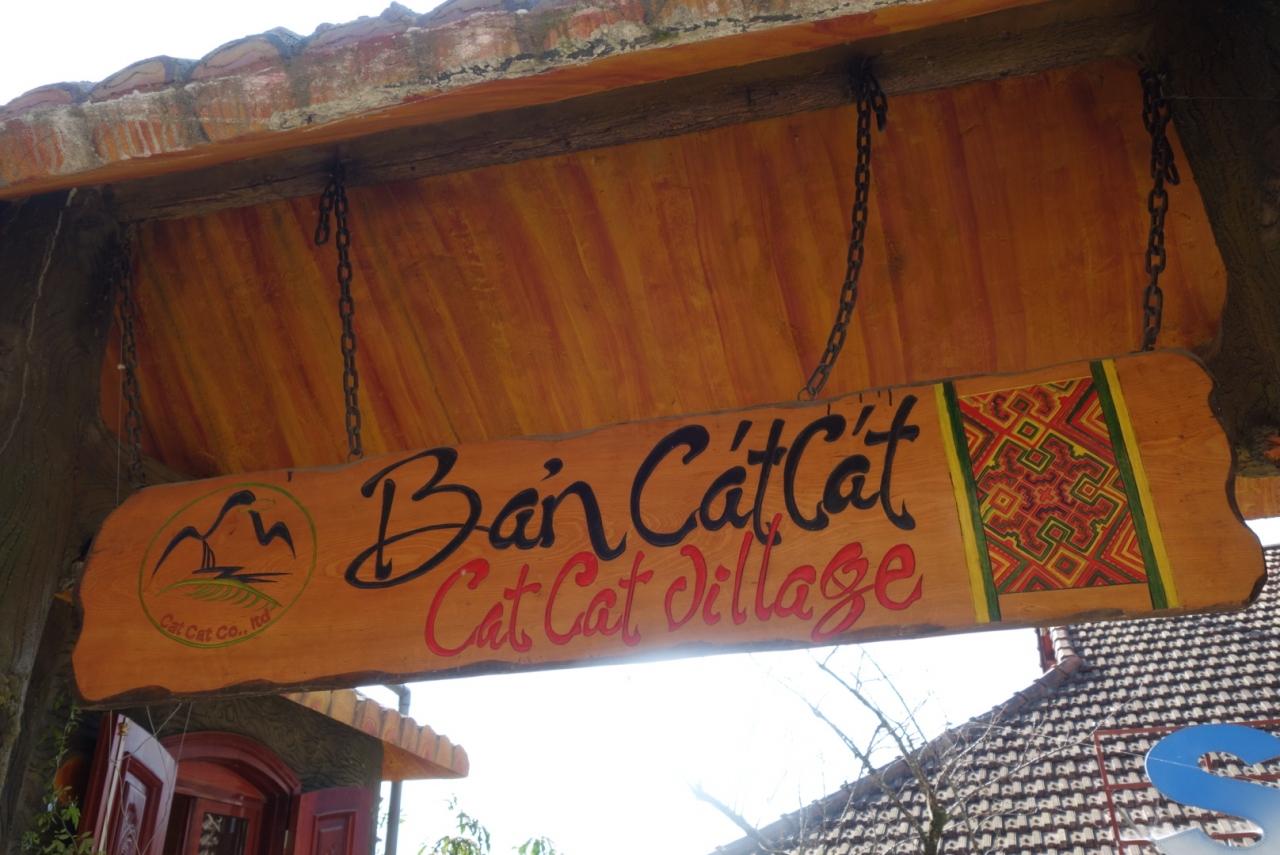 Bản Cát Cát
Cat Cat village
Cat Cat Co., ltd
S